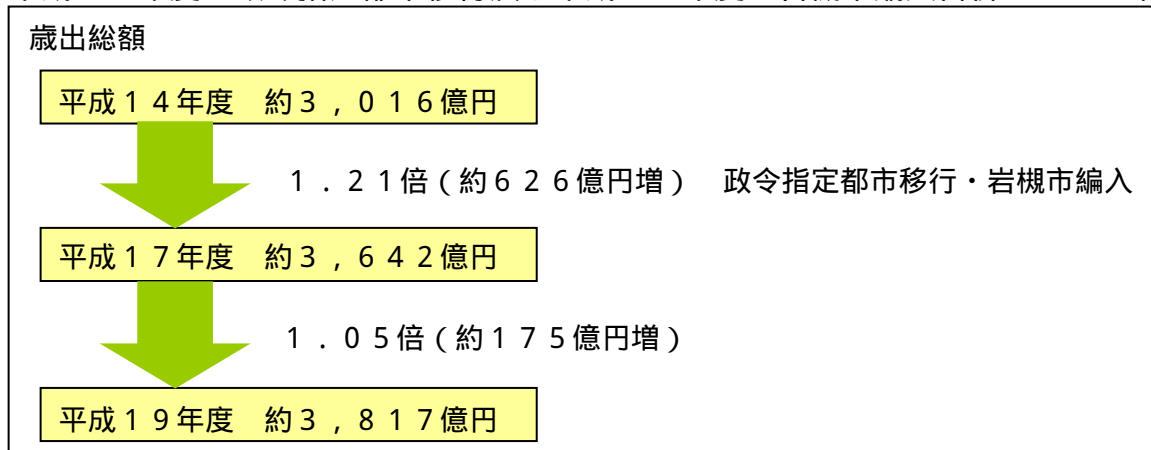 歳出総額
平成１４年度　約３，０１６億円
１．２１倍（約６２６億円増）　政令指定都市移行・岩槻市編入
平成１７年度　約３，６４２億円
１．０５倍（約１７５億円増）
平成１９年度　約３，８１７億円